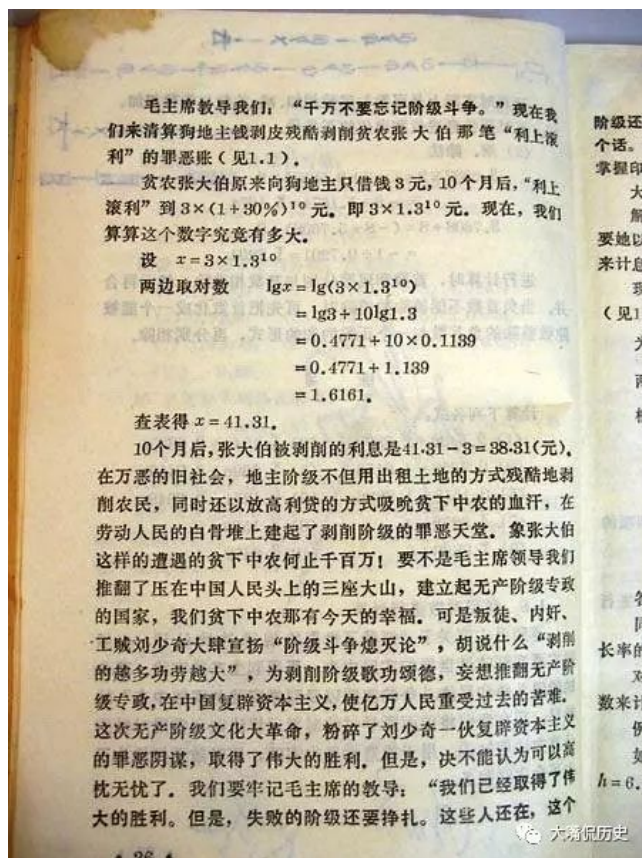 毛主席教导我们：“千万不要忘记阶级斗争。”现在我
们来清算狗地主钱剥皮残酷剥削贫农张大伯那笔“利上滚
利”的罪恶账（见1.1）。
贫农张大伯原来向狗地主只借钱3元，10个月后，“利上
滚利”到3×(1+30%)¹⁰元。即3×1.3¹⁰元。现在，我们
算算这个数字究竟有多大。
设 x=3×1.3¹⁰
两边取对数 lgx=lg(3×1.3¹⁰)
=lg3+10lg1.3
=0.4771+10×0.1139
=0.4771+1.139
=1.6161.
查表得 x=41.31.
10个月后，张大伯被剥削的利息是41.31-3=38.31(元)．
在万恶的旧社会，地主阶级不但用出租土地的方式残酷地剥
削农民，同时还以放高利贷的方式吸吮贫下中农的血汗，在
劳动人民的白骨堆上建起了剥削阶级的罪恶天堂．象张大伯
这样的遭遇的贫下中农何止千百万！要不是毛主席领导我们
推翻了压在中国人民头上的三座大山，建立起无产阶级专政
的国家，我们贫下中农那有今天的幸福．可是叛徒、内奸、
工贼刘少奇大肆宣扬“阶级斗争熄灭论”，胡说什么“剥削
的越多功劳越大”，为剥削阶级歌功颂德，妄想推翻无产阶
级专政，在中国复辟资本主义，使亿万人民重受过去的苦难．
这次无产阶级文化大革命，粉碎了刘少奇一伙复辟资本主义
的罪恶阴谋，取得了伟大的胜利．但是，决不能认为可以高
枕无忧了．我们要牢记毛主席的教导：“我们已经取得了伟
大的胜利．但是，失败的阶级还要挣扎．这些人还在，这个
·26·
阶级还
个话。
掌握印
大
解
要她以
来计息
现
（见1
长率的
对
数来计
例
如
h=6.
大嘴侃历史